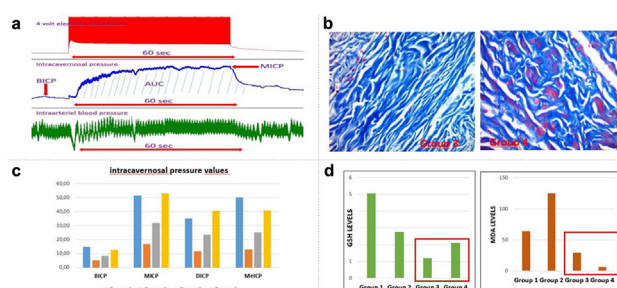 a
4 volt
60 sec
Intracavernosal pressure
BICP
MICP
AUC
60 sec
Intraarteriel blood pressure
60 sec
b
Group 3
Group 4
c
intracavernosal pressure values
60,00
50,00
40,00
30,00
20,00
10,00
0,00
BICP
MICP
DICP
MeICP
d
GSH LEVELS
6
5
4
3
2
1
0
Group 1 Group 2 Group 3 Group 4
MDA LEVELS
150
100
50
0
Group 1 Group 2 Group 3 Group 4